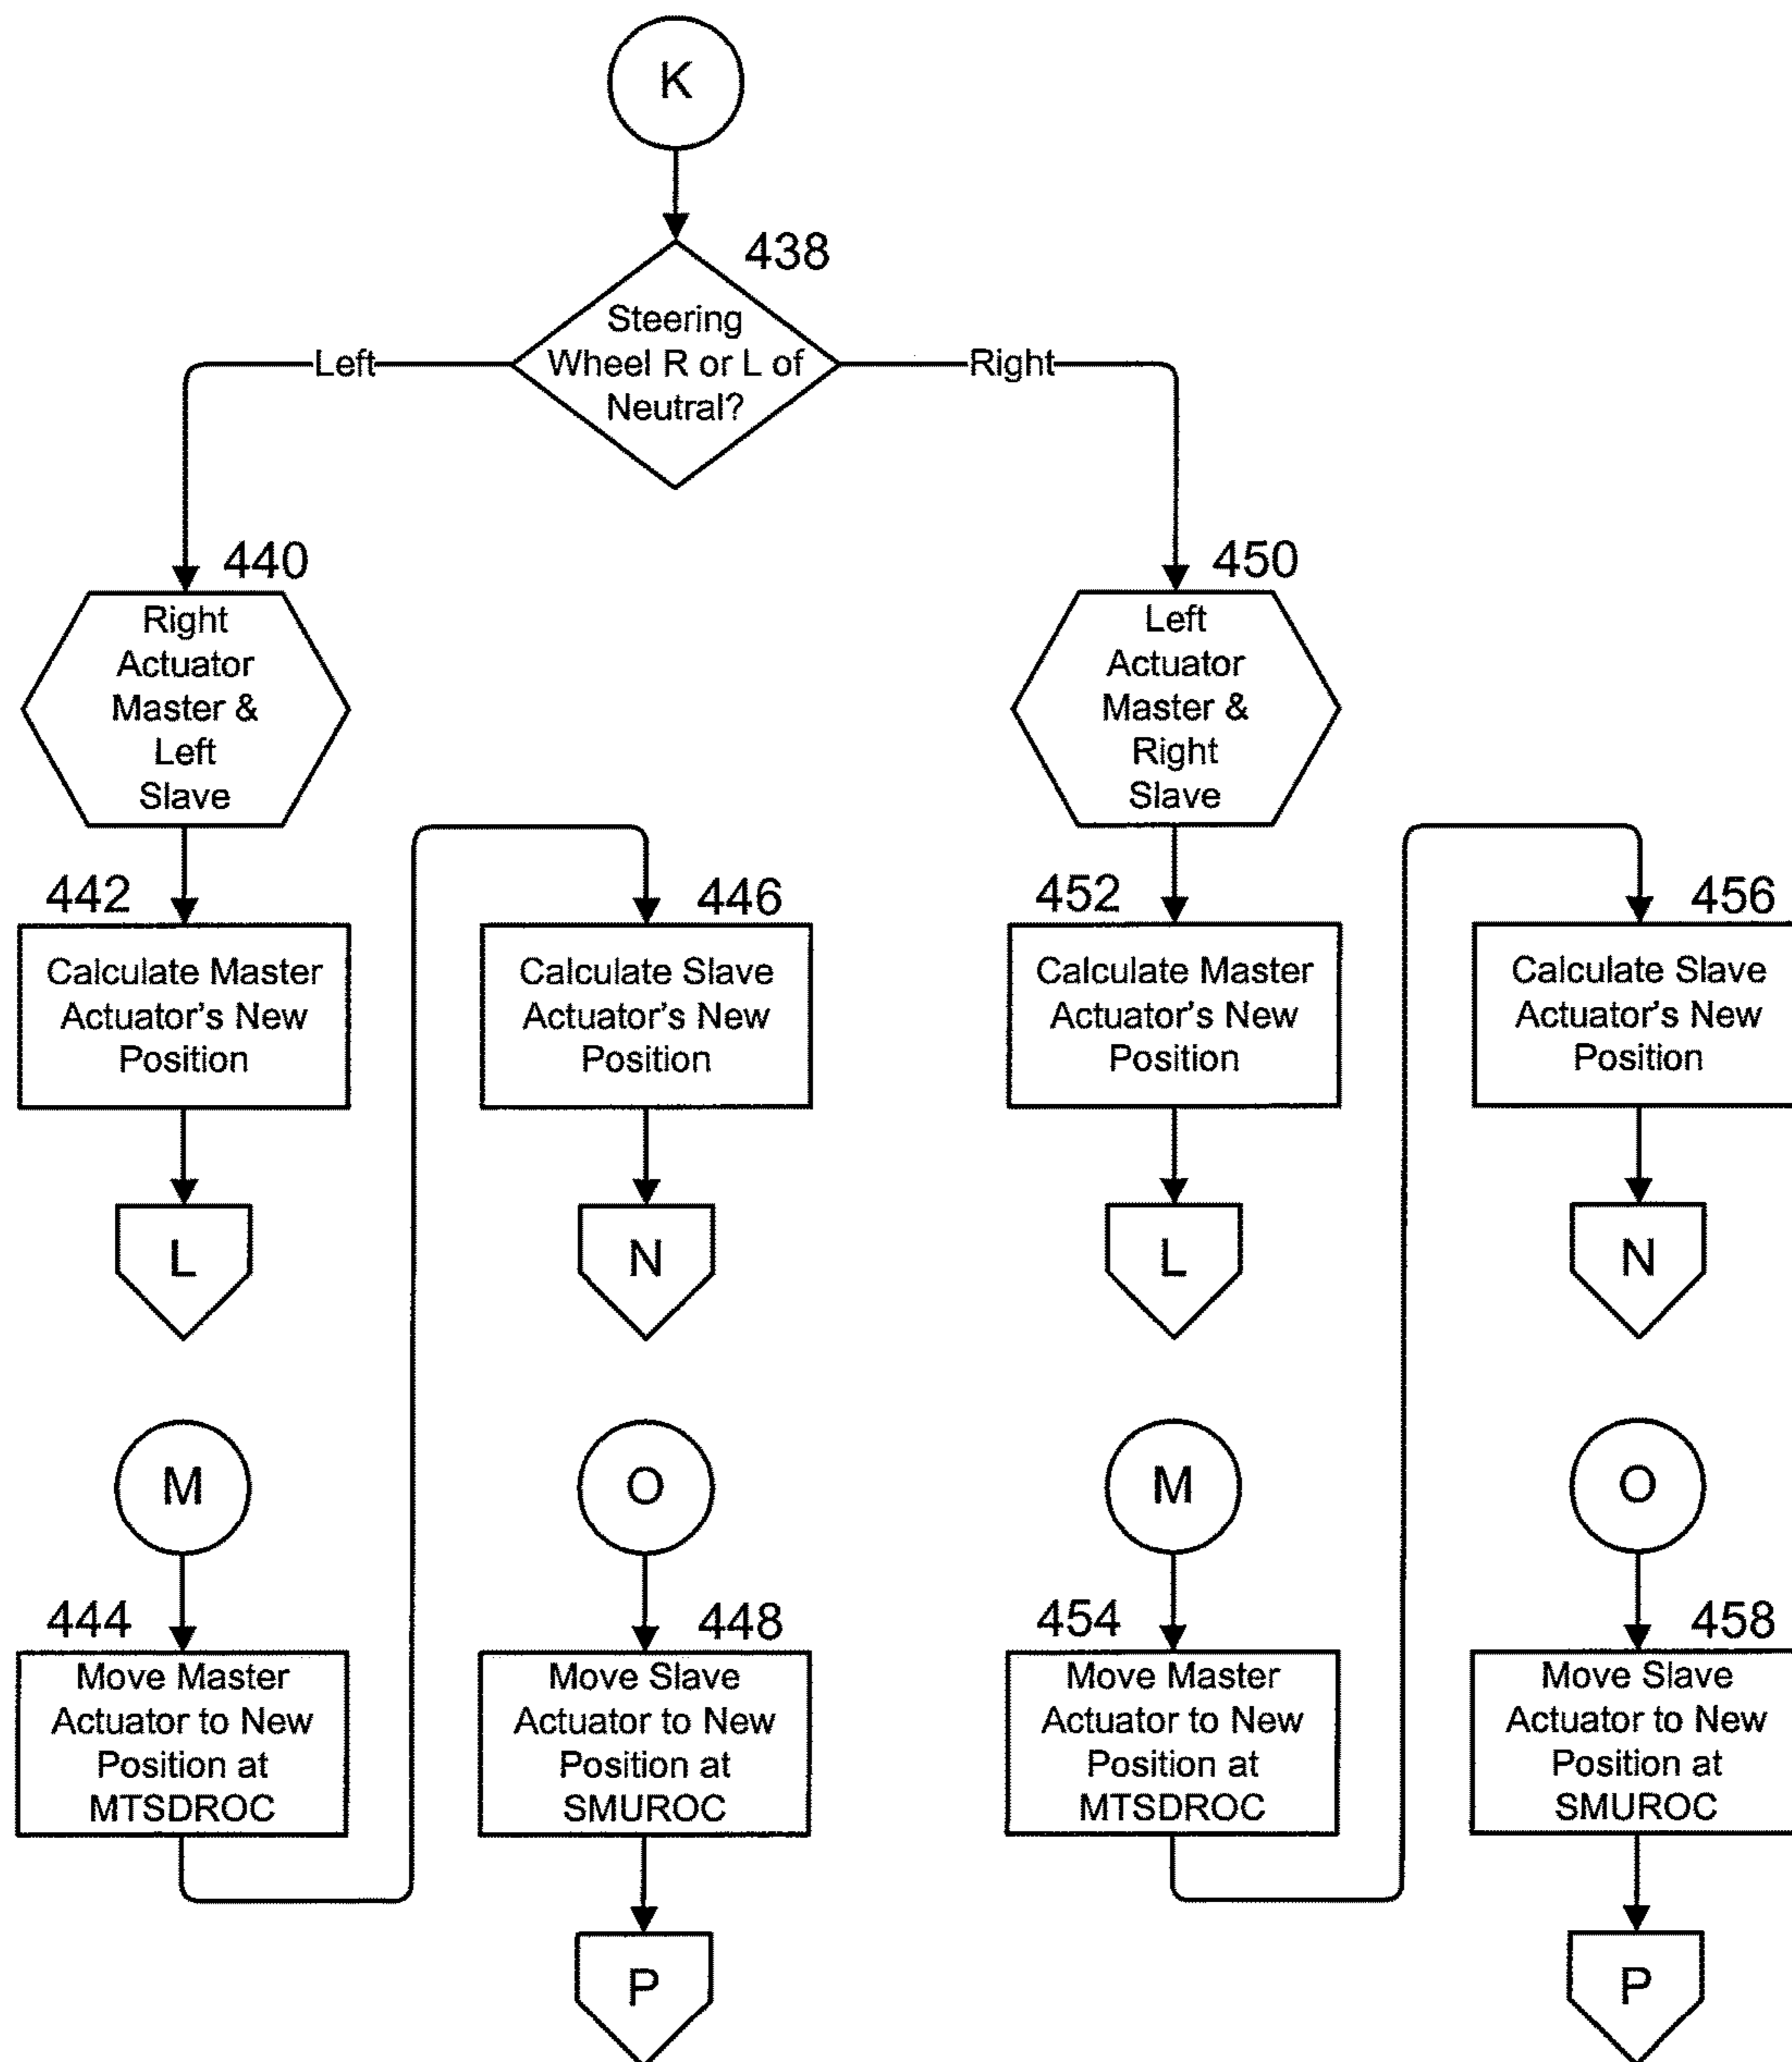 K
438
Steering
Wheel R or L of
Neutral?
Left
Right
440
Right
Actuator
Master &
Left
Slave
450
Left
Actuator
Master &
Right
Slave
442
Calculate Master
Actuator's New
Position
446
Calculate Slave
Actuator's New
Position
452
Calculate Master
Actuator's New
Position
456
Calculate Slave
Actuator's New
Position
L
N
L
N
M
O
M
O
444
Move Master
Actuator to New
Position at
MTSDROC
448
Move Slave
Actuator to New
Position at
SMUROC
454
Move Master
Actuator to New
Position at
MTSDROC
458
Move Slave
Actuator to New
Position at
SMUROC
P
P